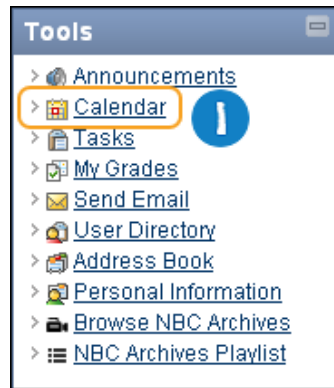 Tools
Announcements
Calendar
1
Tasks
My Grades
Send Email
User Directory
Address Book
Personal Information
Browse NBC Archives
NBC Archives Playlist